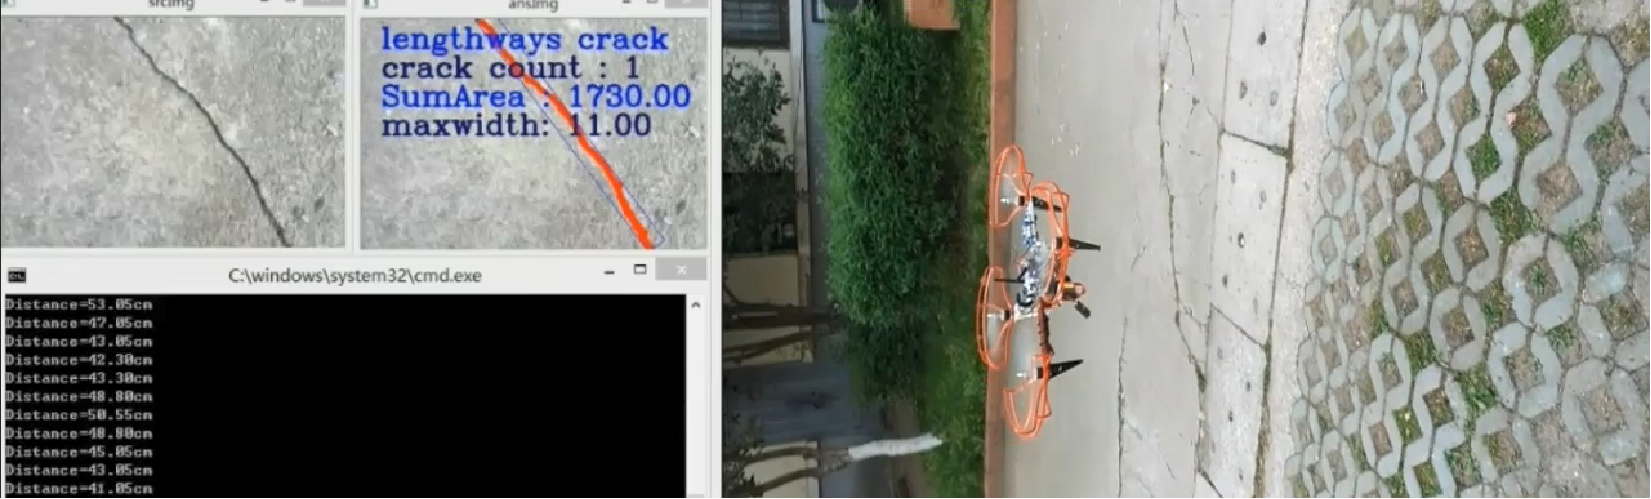 srcimg
ansimg
lengthways crack
crack count : 1
SumArea : 1730.00
maxwidth: 11.00
C:\windows\system32\cmd.exe
Distance=53.05cm
Distance=47.05cm
Distance=43.05cm
Distance=42.30cm
Distance=43.30cm
Distance=48.80cm
Distance=50.55cm
Distance=48.80cm
Distance=45.05cm
Distance=43.05cm
Distance=41.05cm